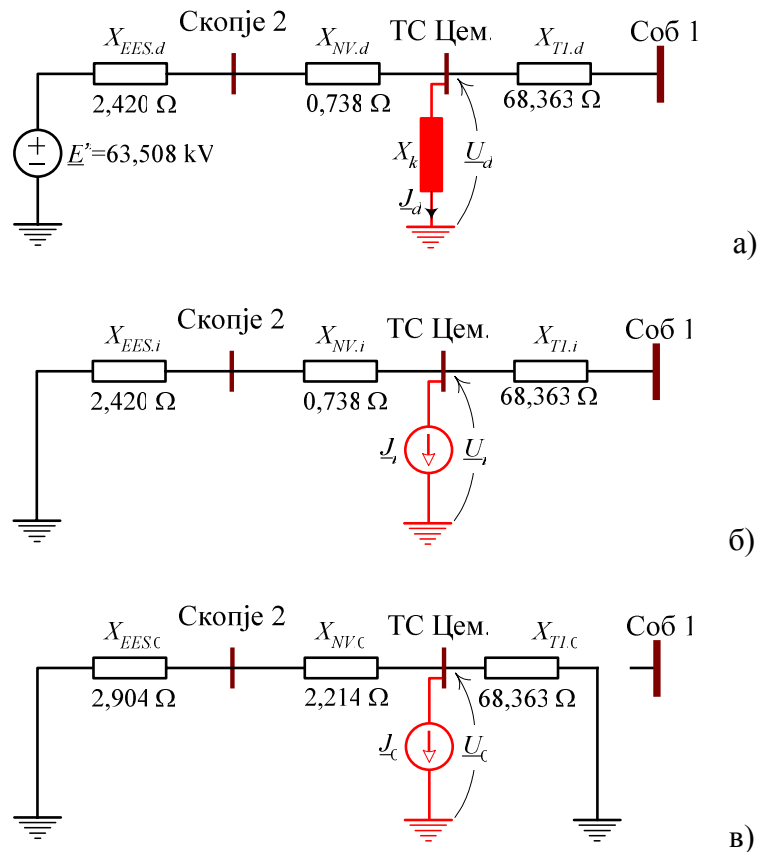 Скопје 2 ТС Цем. Соб 1
X_EES.d X_NV.d X_T1.d
2,420 Ω 0,738 Ω 68,363 Ω
E'=63,508 kV
X_k U_d
J_d
а)
Скопје 2 ТС Цем. Соб 1
X_EES.i X_NV.i X_T1.i
2,420 Ω 0,738 Ω 68,363 Ω
J_i U_i
б)
Скопје 2 ТС Цем. Соб 1
X_EES.0 X_NV.0 X_T1.0
2,904 Ω 2,214 Ω 68,363 Ω
J_0 U_0
в)